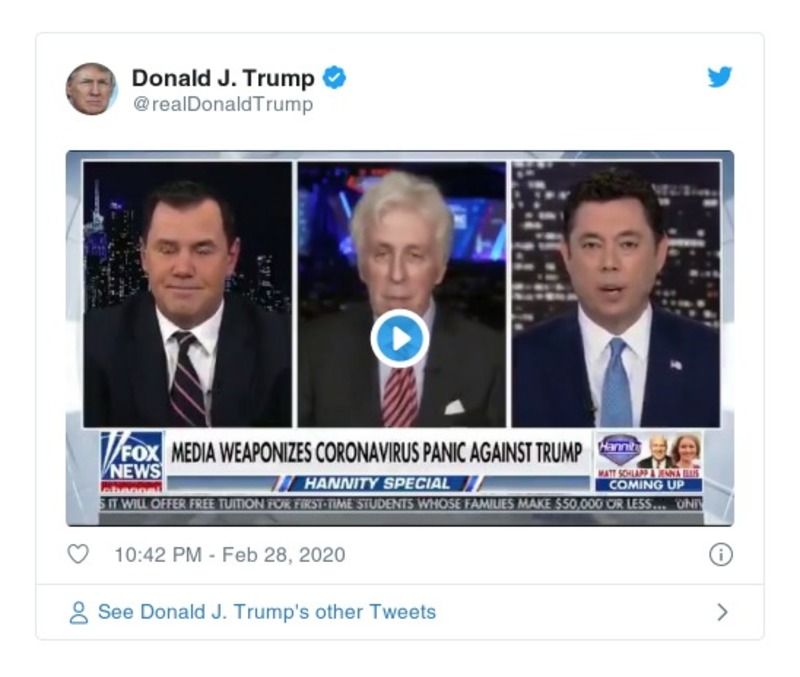 Donald J. Trump
@realDonaldTrump
FOX
NEWS
channel
MEDIA WEAPONIZES CORONAVIRUS PANIC AGAINST TRUMP
HANNITY SPECIAL
Hannity
MATT SCHLAPP & JENNA ELLIS
COMING UP
S IT WILL OFFER FREE TUITION FOR FIRST-TIME STUDENTS WHOSE FAMILIES MAKE $50,000 OR LESS... UNIV
10:42 PM - Feb 28, 2020
See Donald J. Trump's other Tweets